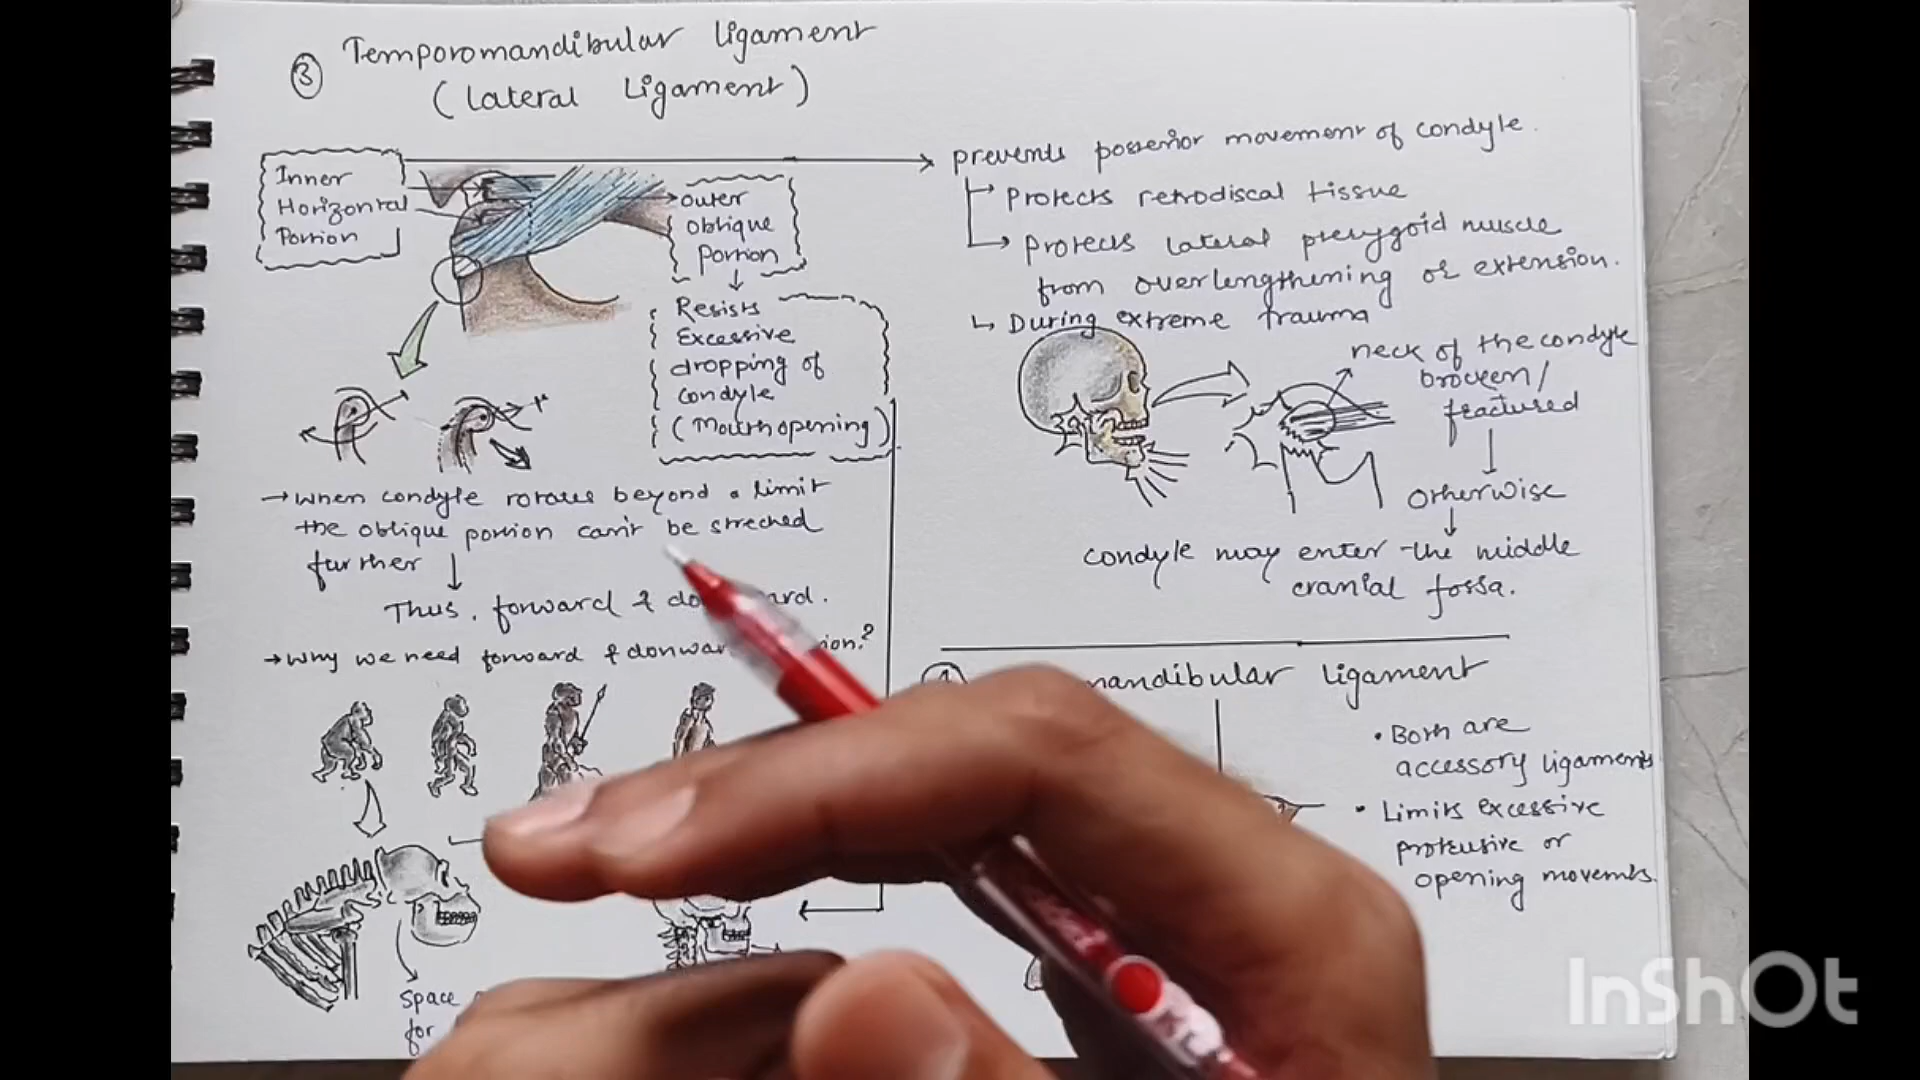 ③ Temporomandibular ligament
(Lateral Ligament)
Inner
Horizontal
Portion
outer
oblique
Portion
Resists
Excessive
dropping of
condyle
(Mouth opening)
→ when condyle rotates beyond a limit
the oblique portion can't be streched
further
Thus, forward &
→ Why we need forward &
space
for
prevents posterior movement of condyle.
→ Protects retrodiscal tissue
→ Protects lateral pterygoid muscle
from overlengthening or extension.
↳ During extreme trauma
neck of the condyle
brocken/
fractured
otherwise
condyle may enter the middle
cranial fossa.
mandibular ligament
• Both are
accessory ligaments
• Limits excessive
protrusive or
opening movemts.
InShOt